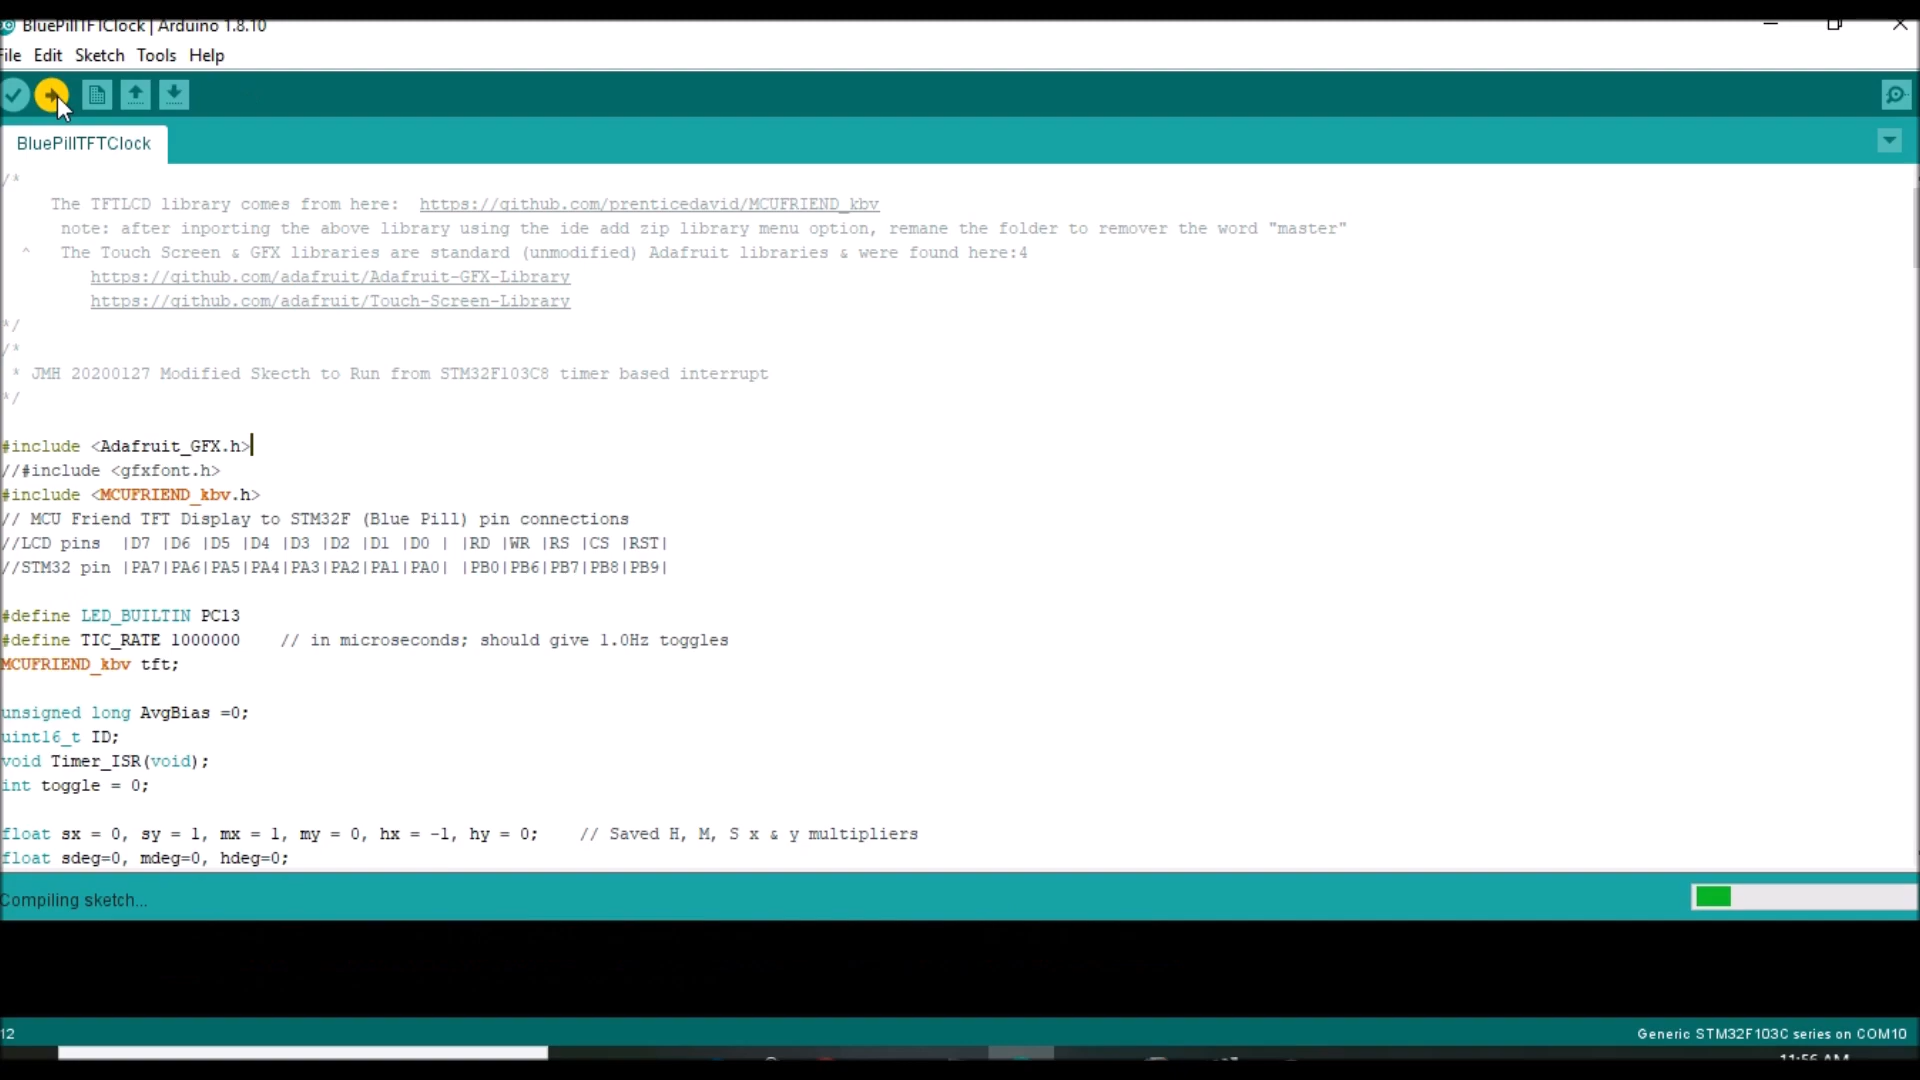 BluePillTFTClock | Arduino 1.8.10
File Edit Sketch Tools Help
BluePillTFTClock
/*
The TFTLCD library comes from here: https://github.com/prenticedavid/MCUFRIEND_kbv
note: after inporting the above library using the ide add zip library menu option, remane the folder to remover the word "master"
^ The Touch Screen & GFX libraries are standard (unmodified) Adafruit libraries & were found here:4
https://github.com/adafruit/Adafruit-GFX-Library
https://github.com/adafruit/Touch-Screen-Library
*/
/*
* JMH 20200127 Modified Skecth to Run from STM32F103C8 timer based interrupt
*/
#include <Adafruit_GFX.h>
//#include <gfxfont.h>
#include <MCUFRIEND_kbv.h>
// MCU Friend TFT Display to STM32F (Blue Pill) pin connections
//LCD pins |D7 |D6 |D5 |D4 |D3 |D2 |D1 |D0 | |RD |WR |RS |CS |RST|
//STM32 pin |PA7|PA6|PA5|PA4|PA3|PA2|PA1|PA0| |PB0|PB6|PB7|PB8|PB9|
#define LED_BUILTIN PC13
#define TIC_RATE 1000000 // in microseconds; should give 1.0Hz toggles
MCUFRIEND_kbv tft;
unsigned long AvgBias =0;
uint16_t ID;
void Timer_ISR(void);
int toggle = 0;
float sx = 0, sy = 1, mx = 1, my = 0, hx = -1, hy = 0; // Saved H, M, S x & y multipliers
float sdeg=0, mdeg=0, hdeg=0;
Compiling sketch...
12
Generic STM32F103C series on COM10
11:56 AM